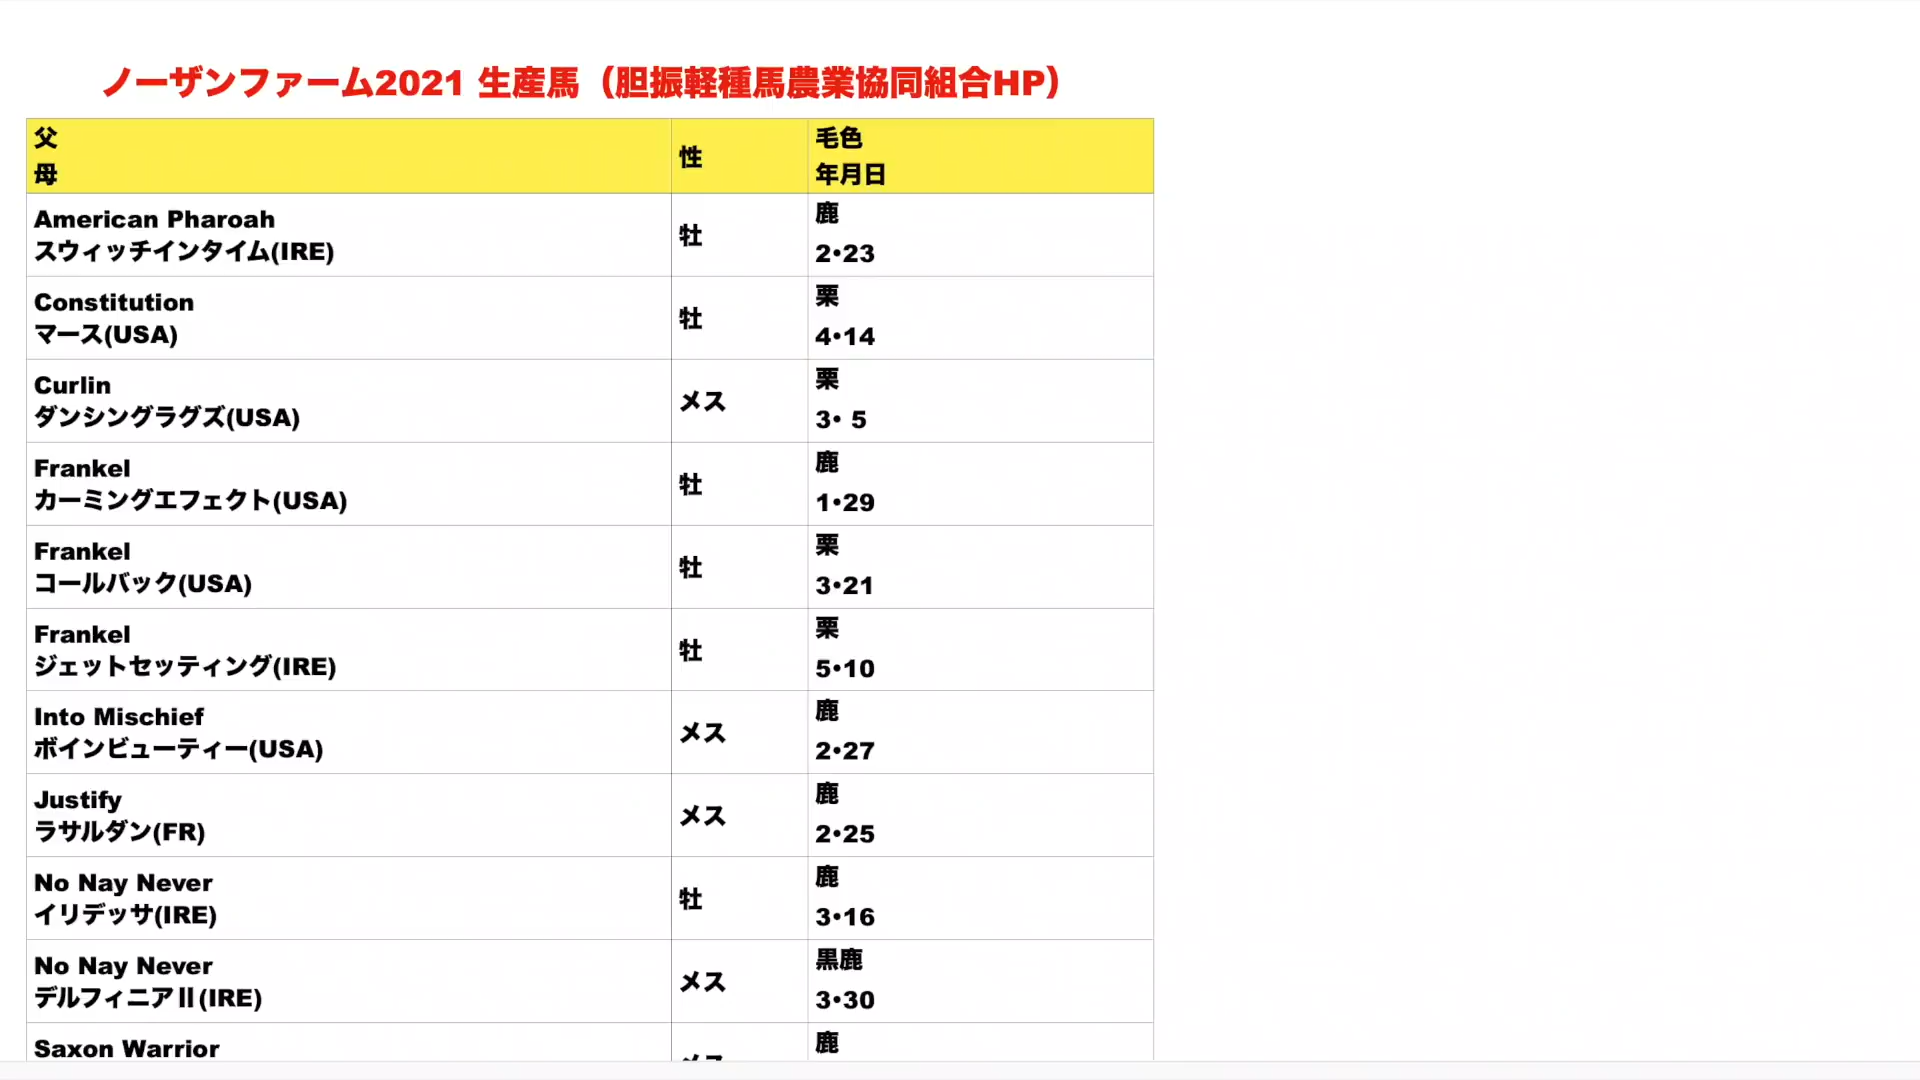 ノーザンファーム2021 生産馬（胆振軽種馬農業協同組合HP）
父
母
性
毛色
年月日
American Pharoah
スウィッチインタイム(IRE)
牡
鹿
2•23
Constitution
マース(USA)
牡
栗
4•14
Curlin
ダンシングラグズ(USA)
メス
栗
3• 5
Frankel
カーミングエフェクト(USA)
牡
鹿
1•29
Frankel
コールバック(USA)
牡
栗
3•21
Frankel
ジェットセッティング(IRE)
牡
栗
5•10
Into Mischief
ボインビューティー(USA)
メス
鹿
2•27
Justify
ラサルダン(FR)
メス
鹿
2•25
No Nay Never
イリデッサ(IRE)
牡
鹿
3•16
No Nay Never
デルフィニアⅡ(IRE)
メス
黒鹿
3•30
Saxon Warrior
鹿